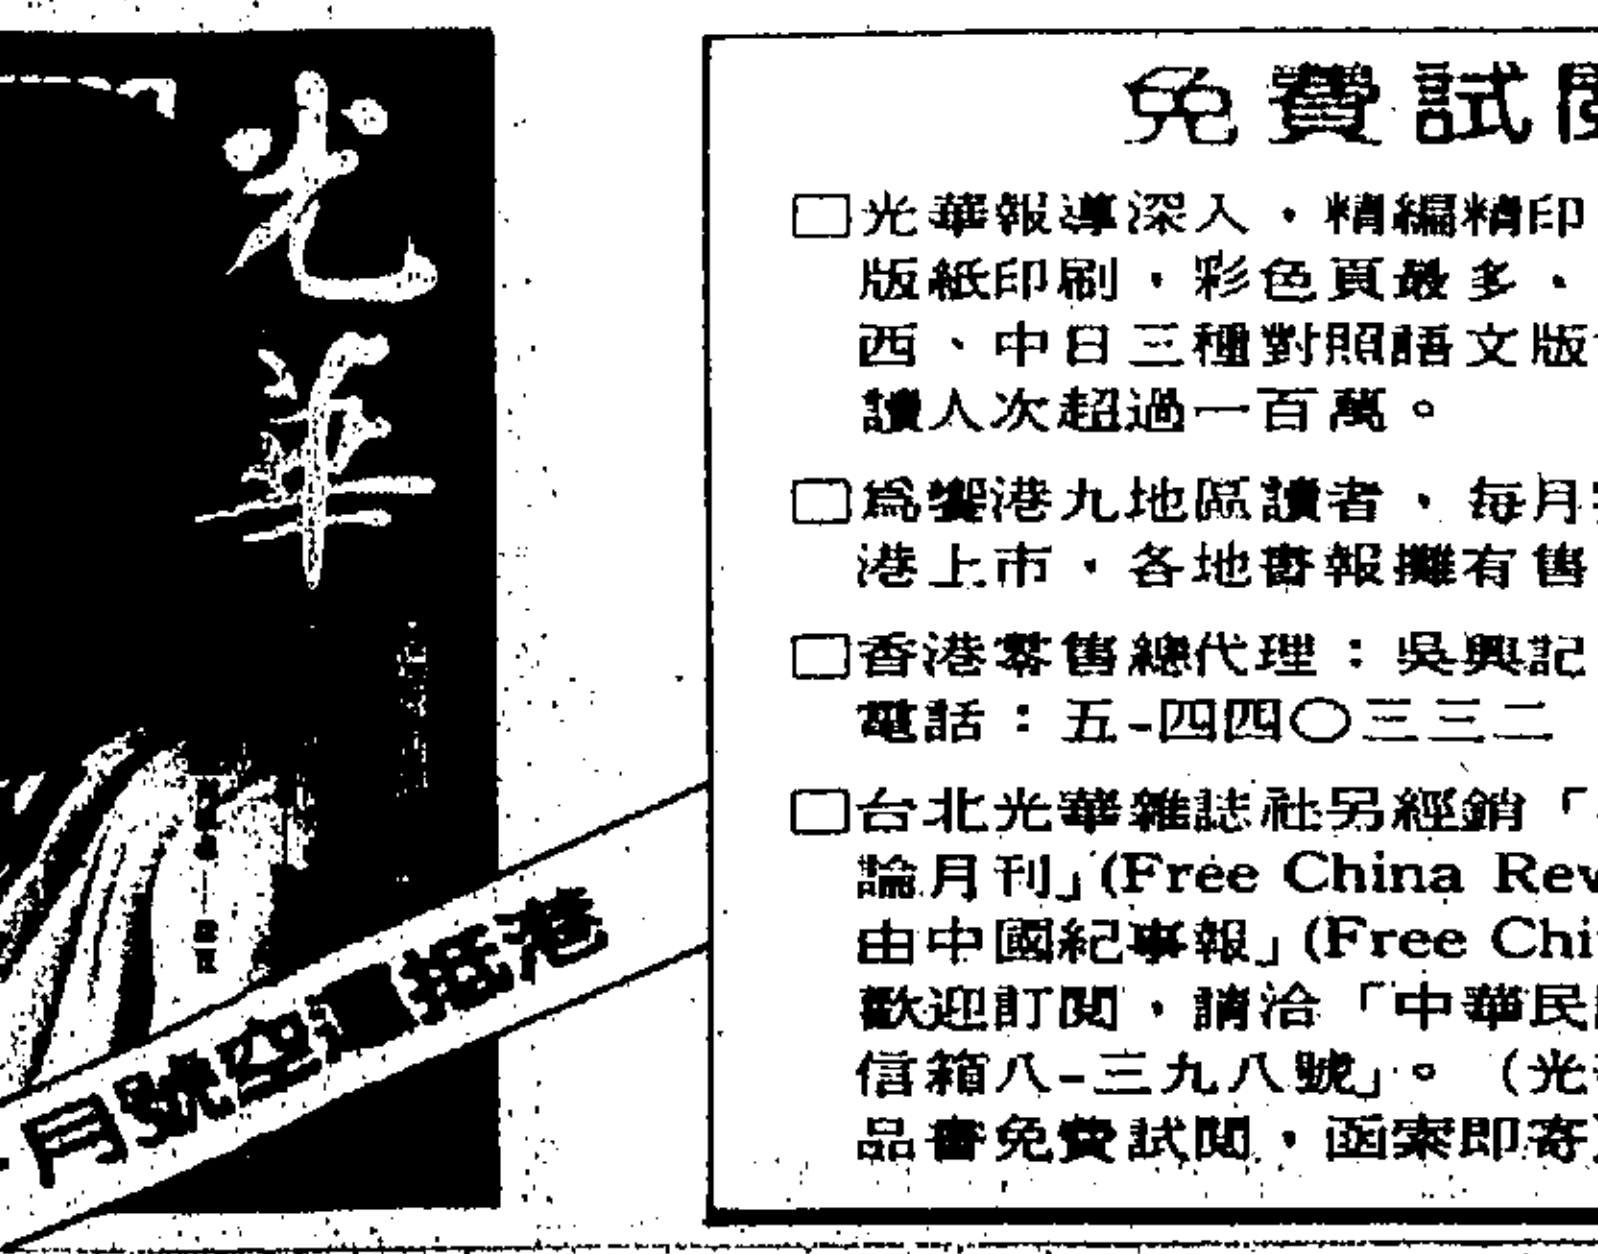 光華
月號空運抵港
免費試閱
□光華報導深入，精編精印
版紙印刷，彩色頁最多，
西、中日三種對照語文版
讀人次超過一百萬。
□爲饗港九地區讀者，每月
港上市，各地書報攤有售
□香港零售總代理：吳興記
電話：五-四四〇三三二
□台北光華雜誌社另經銷「
論月刊」(Free China Rev
由中國紀事報」(Free Chi
歡迎訂閱，請洽「中華民
信箱八-三九八號」。（光
品書免費試閱，函索即寄